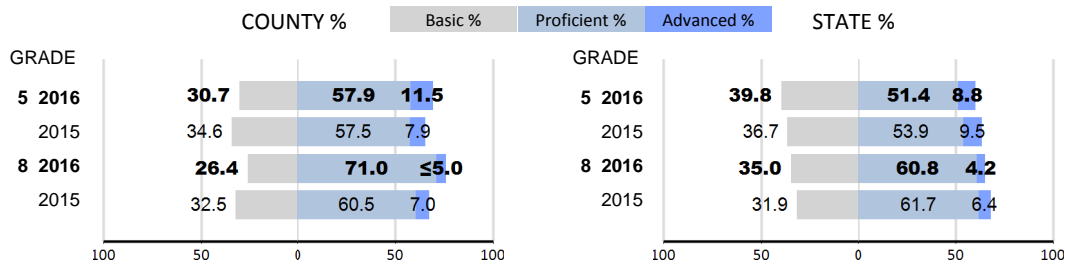 COUNTY % Basic % Proficient % Advanced % STATE %
GRADE GRADE
5 2016 30.7 57.9 11.5 5 2016 39.8 51.4 8.8
2015 34.6 57.5 7.9 2015 36.7 53.9 9.5
8 2016 26.4 71.0 ≤5.0 8 2016 35.0 60.8 4.2
2015 32.5 60.5 7.0 2015 31.9 61.7 6.4
100 50 0 50 100 100 50 0 50 100